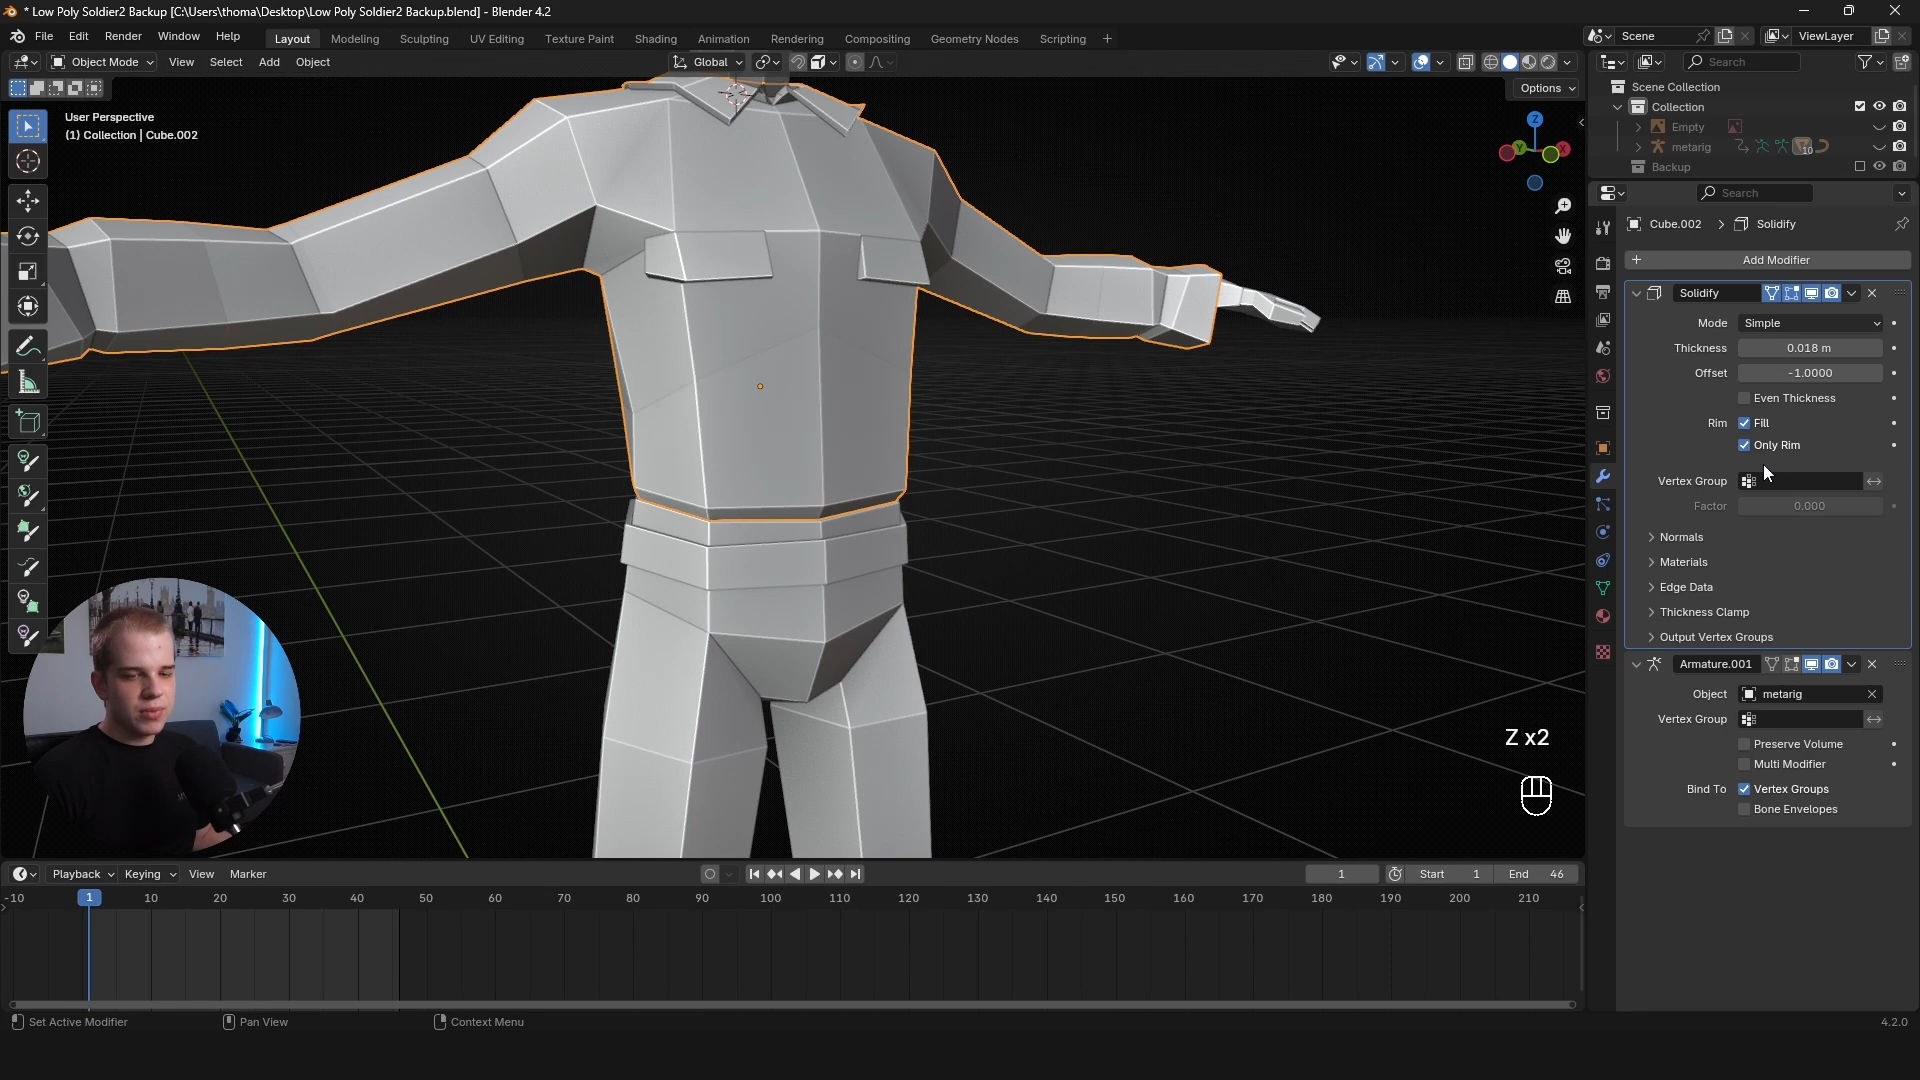 * Low Poly Soldier2 Backup [C:\Users\thoma\Desktop\Low Poly Soldier2 Backup.blend] - Blender 4.2
File Edit Render Window Help
Layout Modeling Sculpting UV Editing Texture Paint Shading Animation Rendering Compositing Geometry Nodes Scripting +
Scene
ViewLayer
Object Mode View Select Add Object
Global
Search
Options
User Perspective
(1) Collection | Cube.002
Z
Y
X
Scene Collection
Collection
Empty
metarig
10
Backup
Search
Cube.002 > Solidify
+ Add Modifier
Solidify
Mode Simple
Thickness 0.018 m
Offset -1.0000
Even Thickness
Rim Fill
Only Rim
Vertex Group
Factor 0.000
Normals
Materials
Edge Data
Thickness Clamp
Output Vertex Groups
Armature.001
Object metarig
Vertex Group
Preserve Volume
Multi Modifier
Bind To Vertex Groups
Bone Envelopes
Z x2
Playback Keying View Marker
1
Start 1
End 46
-10 1 10 20 30 40 50 60 70 80 90 100 110 120 130 140 150 160 170 180 190 200 210
Set Active Modifier
Pan View
Context Menu
4.2.0